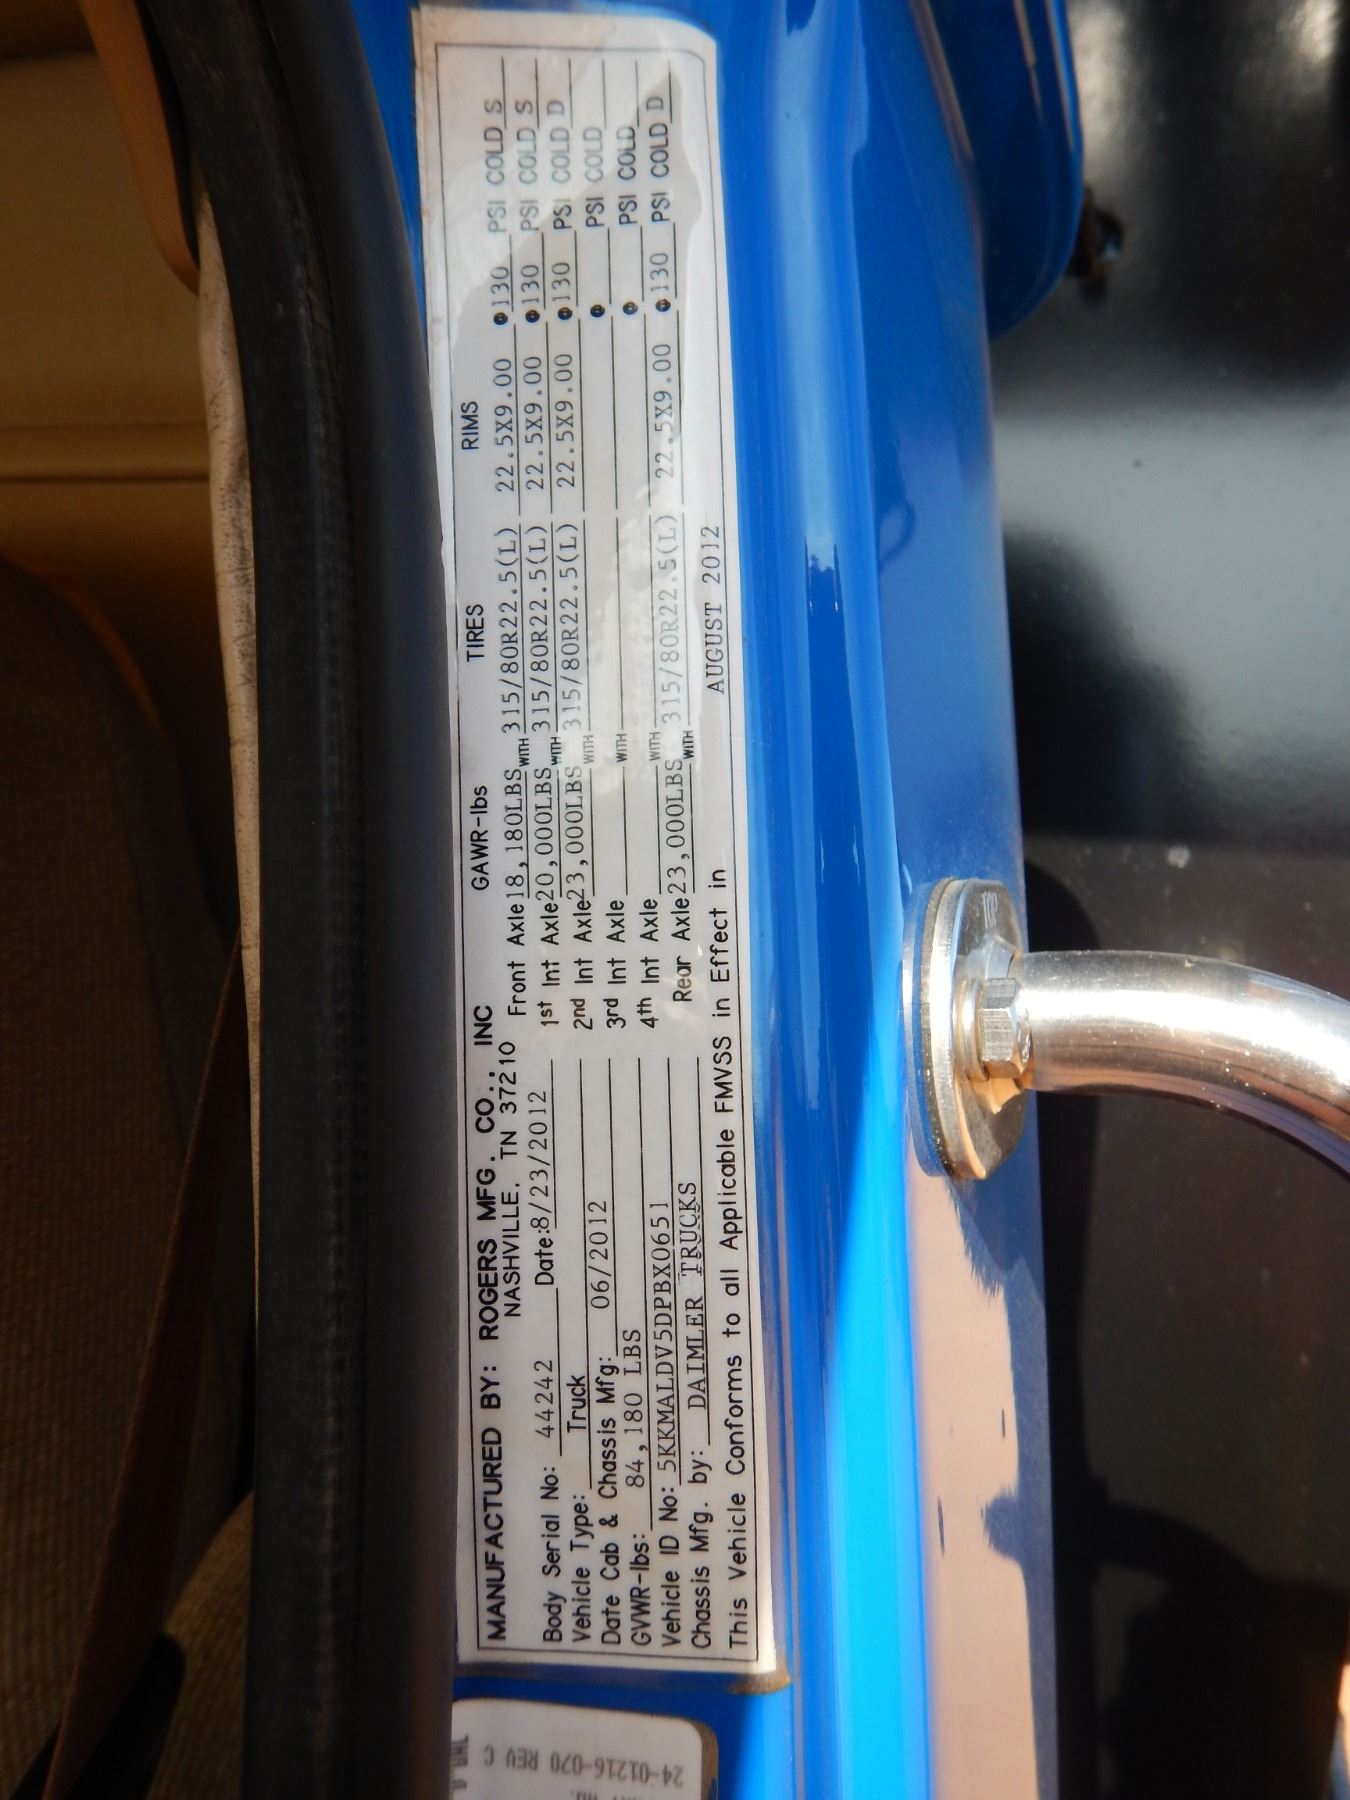 MANUFACTURED BY: ROGERS MFG. CO., INC
NASHVILLE, TN 37210
Body Serial No: 44242 Date:8/23/2012
Vehicle Type: Truck
Date Cab & Chassis Mfg: 06/2012
GVWR-lbs: 84,180 LBS
Vehicle ID No: 5KKMALDV5DPBX0651
Chassis Mfg. by: DAIMLER TRUCKS
GAWR-lbs TIRES RIMS
Front Axle 18,180LBS WITH 315/80R22.5(L) 22.5X9.00 @130 PSI COLD S
1st Int Axle 20,000LBS WITH 315/80R22.5(L) 22.5X9.00 @130 PSI COLD S
2nd Int Axle 23,000LBS WITH 315/80R22.5(L) 22.5X9.00 @130 PSI COLD D
3rd Int Axle WITH @ PSI COLD
4th Int Axle WITH @ PSI COLD
Rear Axle 23,000LBS WITH 315/80R22.5(L) 22.5X9.00 @130 PSI COLD D
This Vehicle Conforms to all Applicable FMVSS in Effect in AUGUST 2012
24-01216-070 REV C